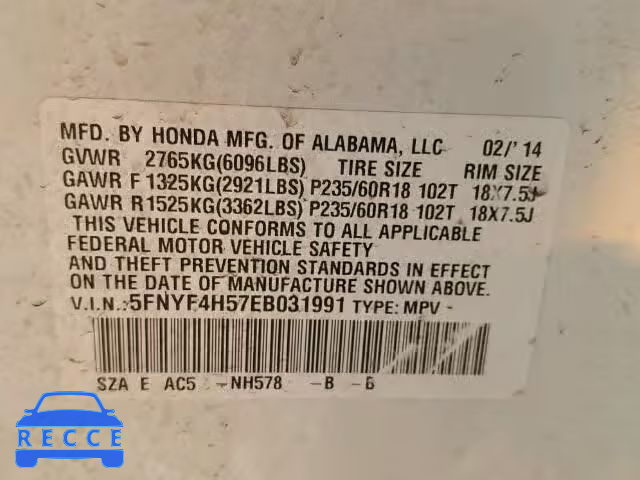 MFD. BY HONDA MFG. OF ALABAMA, LLC 02/'14
GVWR 2765KG(6096LBS) TIRE SIZE RIM SIZE
GAWR F 1325KG(2921LBS) P235/60R18 102T 18X7.5J
GAWR R 1525KG(3362LBS) P235/60R18 102T 18X7.5J
THIS VEHICLE CONFORMS TO ALL APPLICABLE
FEDERAL MOTOR VEHICLE SAFETY
AND THEFT PREVENTION STANDARDS IN EFFECT
ON THE DATE OF MANUFACTURE SHOWN ABOVE.
V.I.N.:5FNYF4H57EB031991 TYPE: MPV
SZA E AC5 -NH578 -B -B
RECCE